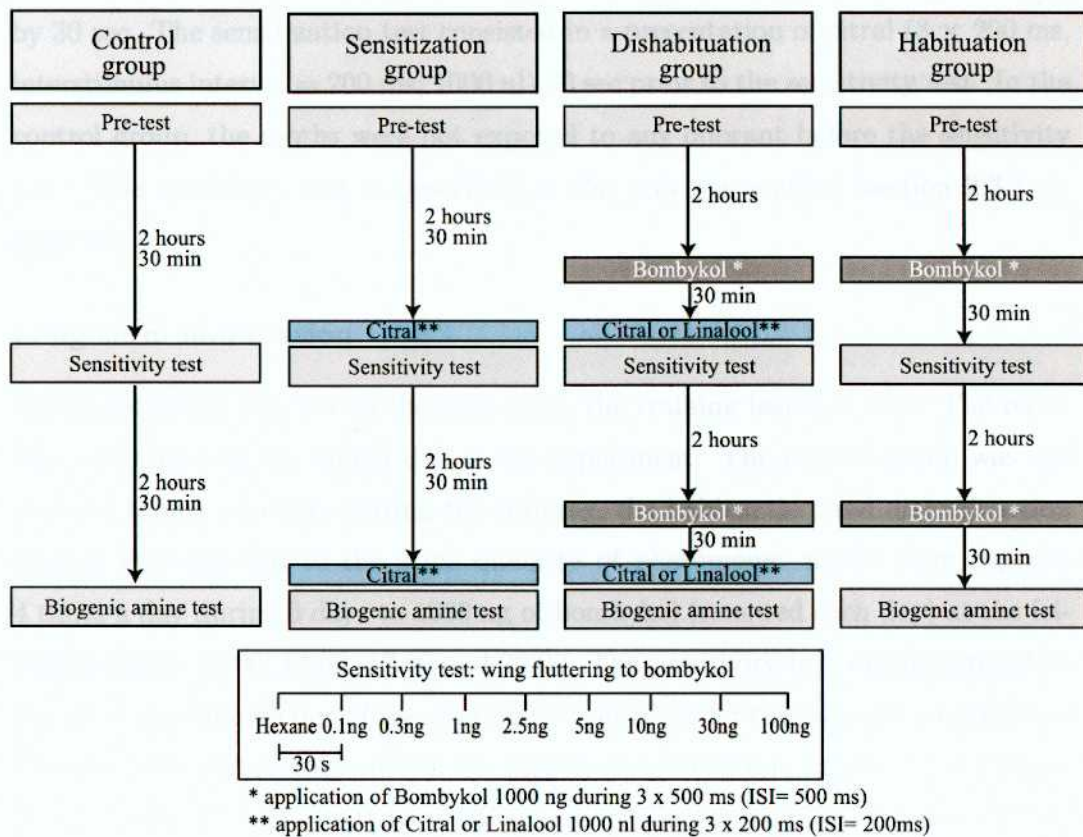 Control
group
Pre-test
2 hours
30 min
Sensitivity test
2 hours
30 min
Biogenic amine test
Sensitization
group
Pre-test
2 hours
30 min
Citral**
Sensitivity test
2 hours
30 min
Citral**
Biogenic amine test
Dishabituation
group
Pre-test
2 hours
Bombykol *
30 min
Citral or Linalool**
Sensitivity test
2 hours
Bombykol *
30 min
Citral or Linalool**
Biogenic amine test
Habituation
group
Pre-test
2 hours
Bombykol *
30 min
Sensitivity test
2 hours
Bombykol *
30 min
Biogenic amine test
Sensitivity test: wing fluttering to bombykol
Hexane 0.1ng 0.3ng 1ng 2.5ng 5ng 10ng 30ng 100ng
30 s
* application of Bombykol 1000 ng during 3 x 500 ms (ISI= 500 ms)
** application of Citral or Linalool 1000 nl during 3 x 200 ms (ISI= 200ms)